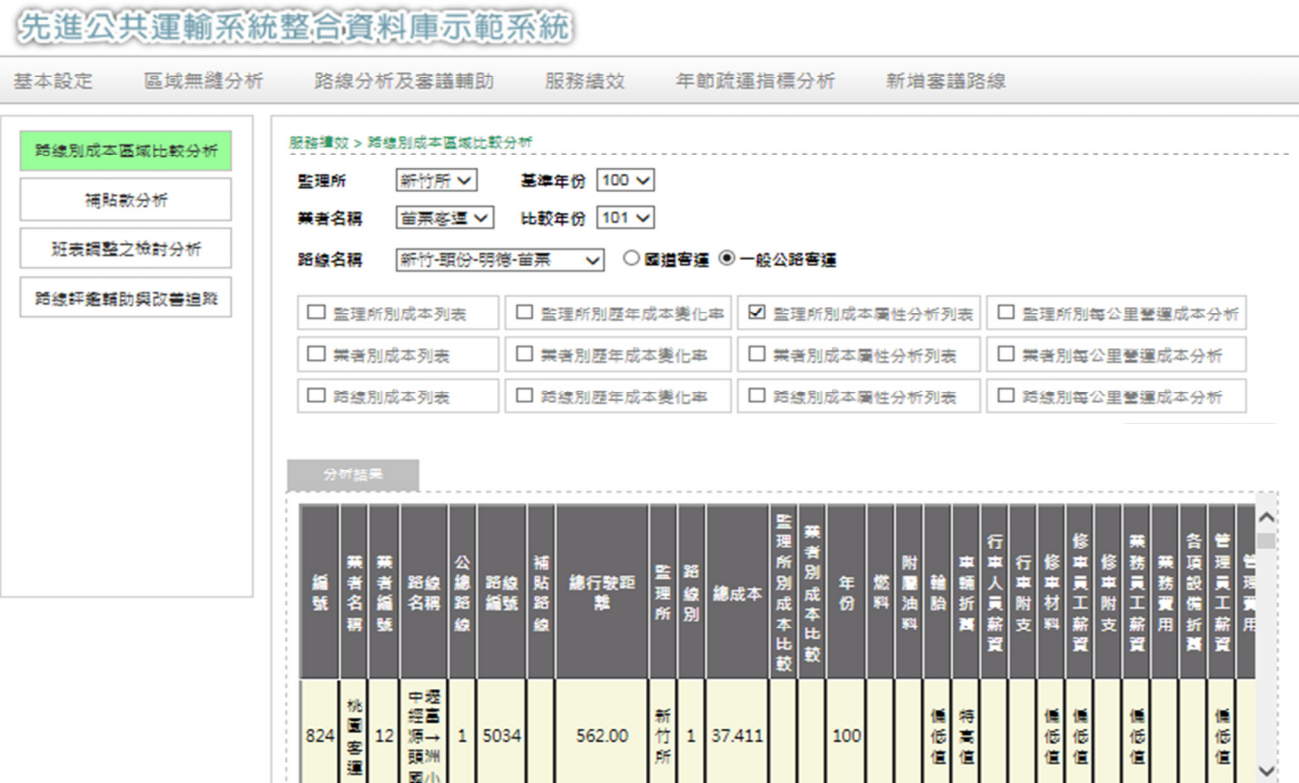 先進公共運輸系統整合資料庫示範系統
基本設定 區域無縫分析 路線分析及審議輔助 服務績效 年節疏運指標分析 新增審議路線
路線別成本區域比較分析
補貼款分析
班表調整之檢討分析
路線評鑑輔助與改善追蹤
服務績效 > 路線別成本區域比較分析
監理所 新竹所 基準年份 100
業者名稱 苗栗客運 比較年份 101
路線名稱 新竹-頭份-明德-苗栗 國道客運 一般公路客運
監理所別成本列表 監理所別歷年成本變化率 監理所別成本屬性分析列表 監理所別每公里營運成本分析
業者別成本列表 業者別歷年成本變化率 業者別成本屬性分析列表 業者別每公里營運成本分析
路線別成本列表 路線別歷年成本變化率 路線別成本屬性分析列表 路線別每公里營運成本分析
分析結果
編號 業者名稱 業者編號 路線名稱 公總路線 路線編號 補貼路線 總行駛距離 監理所 路線別 總成本 監理所別成本比較 業者別成本比較 年份 燃料 附屬油料 輪胎 車輛折舊 行車人員薪資 行車附支 修車材料 修車員工薪資 修車附支 業務員工薪資 業務費用 各項設備折舊 管理員工薪資 管理費用
824 桃園客運 12 中壢經富源→頭洲國小 1 5034 562.00 新竹所 1 37.411 100 偏低值 特高值 偏低值 偏低值 偏低值 偏低值